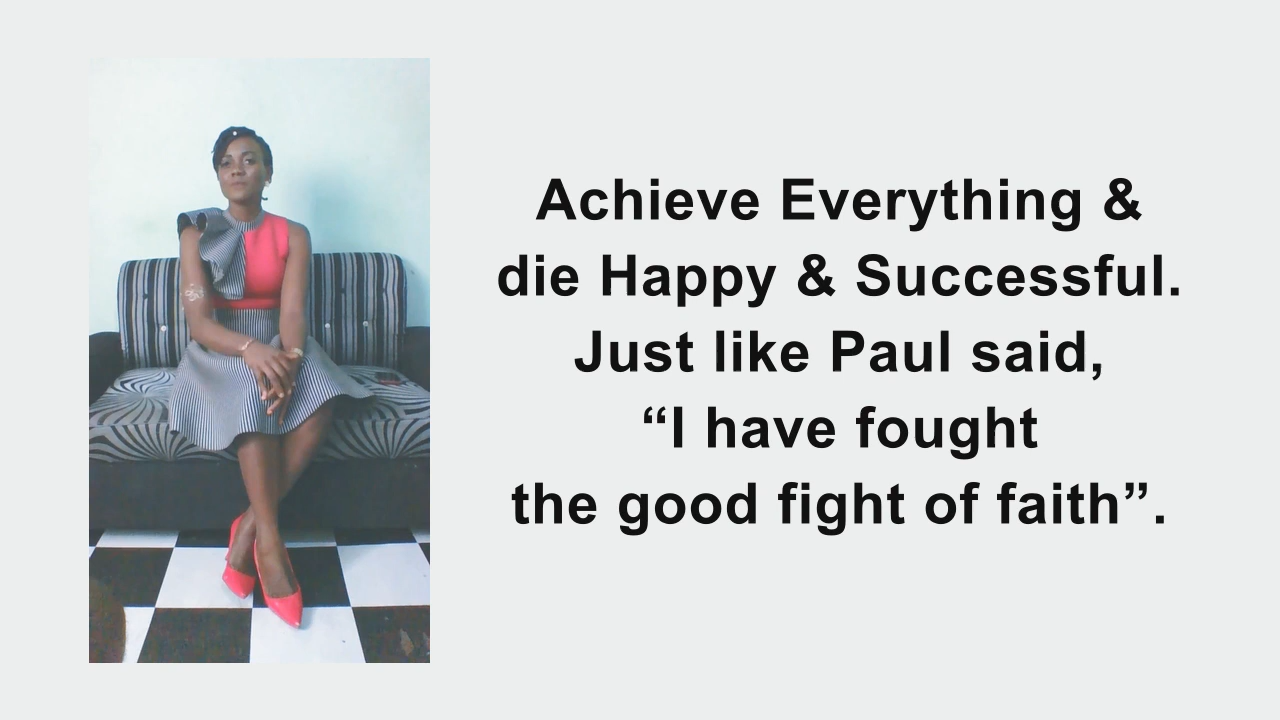 Achieve Everything &
die Happy & Successful.
Just like Paul said,
“I have fought
the good fight of faith”.